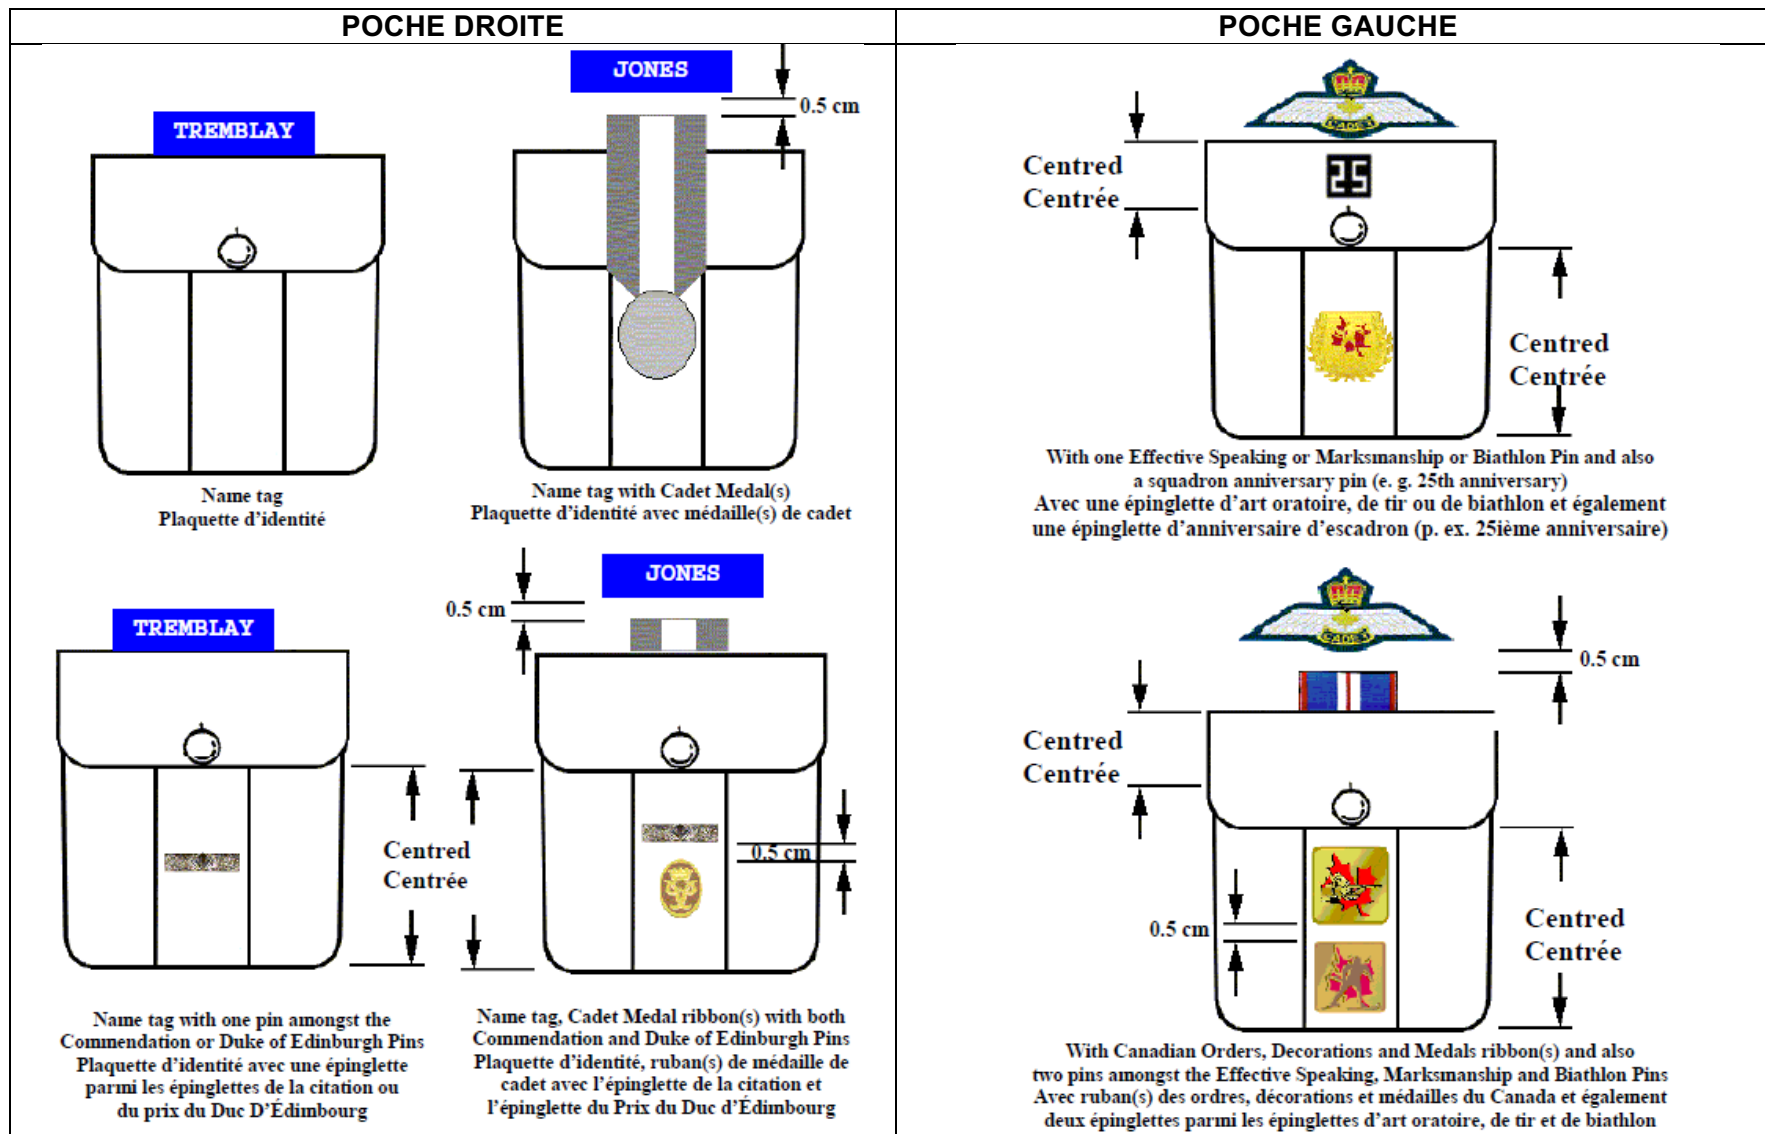 POCHE DROITE
POCHE GAUCHE
TREMBLAY
Name tag
Plaquette d'identité
JONES
0.5 cm
Name tag with Cadet Medal(s)
Plaquette d'identité avec médaille(s) de cadet
TREMBLAY
Centred
Centrée
Name tag with one pin amongst the
Commendation or Duke of Edinburgh Pins
Plaquette d'identité avec une épinglette
parmi les épinglettes de la citation ou
du prix du Duc D'Édimbourg
JONES
0.5 cm
0.5 cm
Name tag, Cadet Medal ribbon(s) with both
Commendation and Duke of Edinburgh Pins
Plaquette d'identité, ruban(s) de médaille de
cadet avec l'épinglette de la citation et
l'épinglette du Prix du Duc d'Édimbourg
CADET
Centred
Centrée
25
Centred
Centrée
With one Effective Speaking or Marksmanship or Biathlon Pin and also
a squadron anniversary pin (e. g. 25th anniversary)
Avec une épinglette d'art oratoire, de tir ou de biathlon et également
une épinglette d'anniversaire d'escadron (p. ex. 25ième anniversaire)
CADET
0.5 cm
Centred
Centrée
0.5 cm
Centred
Centrée
With Canadian Orders, Decorations and Medals ribbon(s) and also
two pins amongst the Effective Speaking, Marksmanship and Biathlon Pins
Avec ruban(s) des ordres, décorations et médailles du Canada et également
deux épinglettes parmi les épinglettes d'art oratoire, de tir et de biathlon